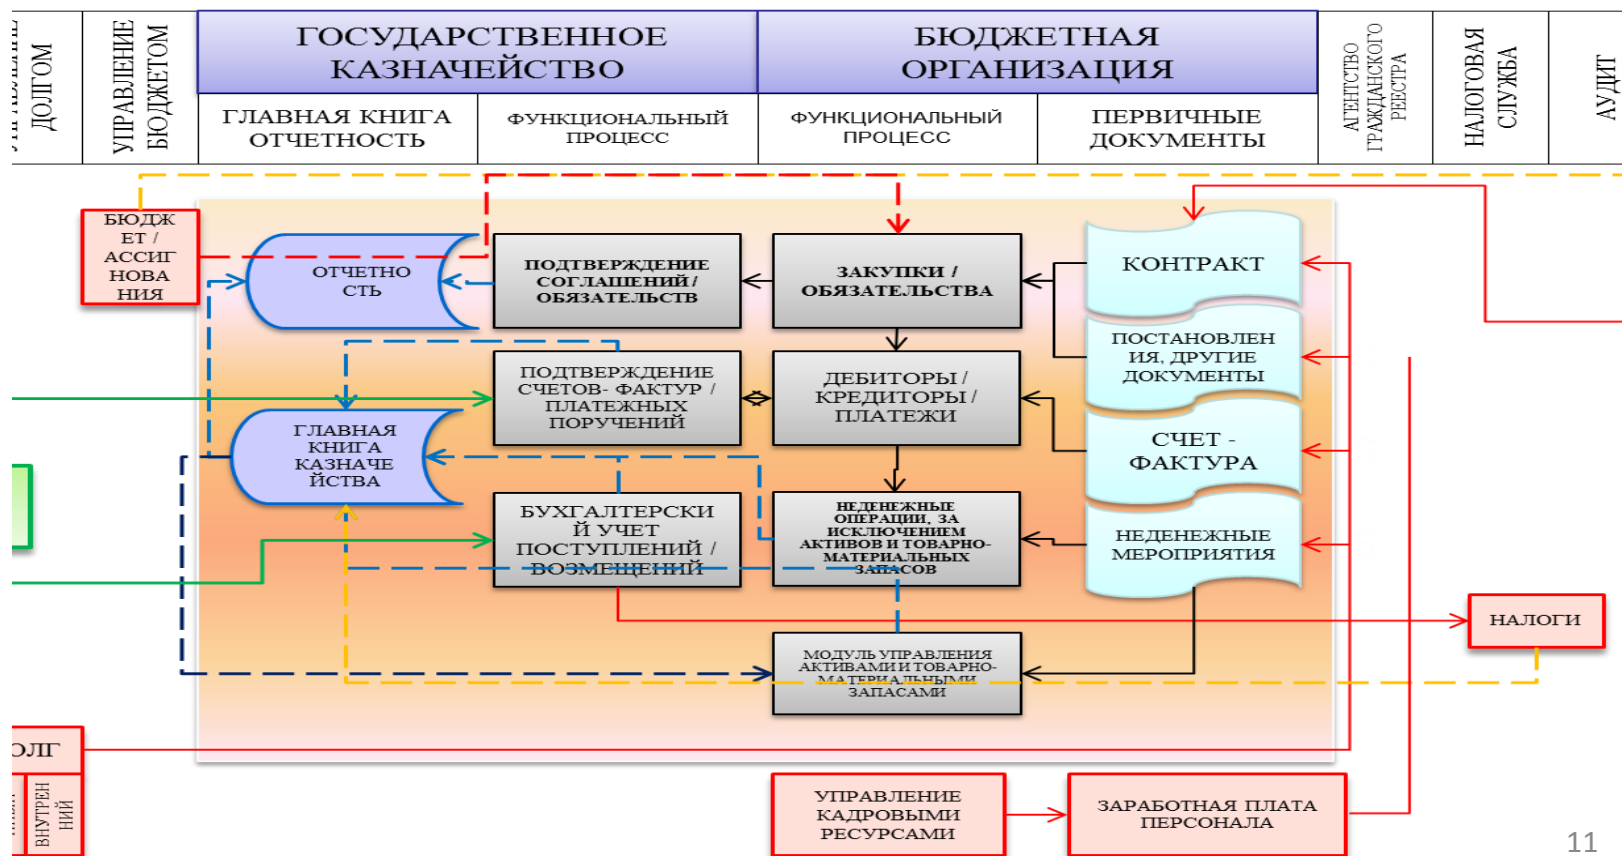 ДОЛГОМ
УПРАВЛЕНИЕ
БЮДЖЕТОМ
ГОСУДАРСТВЕННОЕ
КАЗНАЧЕЙСТВО
БЮДЖЕТНАЯ
ОРГАНИЗАЦИЯ
АГЕНТСТВО
ГРАЖДАНСКОГО
РЕЕСТРА
НАЛОГОВАЯ
СЛУЖБА
АУДИТ
ГЛАВНАЯ КНИГА
ОТЧЕТНОСТЬ
ФУНКЦИОНАЛЬНЫЙ
ПРОЦЕСС
ФУНКЦИОНАЛЬНЫЙ
ПРОЦЕСС
ПЕРВИЧНЫЕ
ДОКУМЕНТЫ
БЮДЖ
ЕТ /
АССИГ
НОВА
НИЯ
ОТЧЕТНО
СТЬ
ПОДТВЕРЖДЕНИЕ
СОГЛАШЕНИЙ /
ОБЯЗАТЕЛЬСТВ
ЗАКУПКИ /
ОБЯЗАТЕЛЬСТВА
КОНТРАКТ
ПОСТАНОВЛЕН
ИЯ, ДРУГИЕ
ДОКУМЕНТЫ
ПОДТВЕРЖДЕНИЕ
СЧЕТОВ- ФАКТУР /
ПЛАТЕЖНЫХ
ПОРУЧЕНИЙ
ДЕБИТОРЫ /
КРЕДИТОРЫ /
ПЛАТЕЖИ
ГЛАВНАЯ
КНИГА
КАЗНАЧЕ
ЙСТВА
СЧЕТ -
ФАКТУРА
БУХГАЛТЕРСКИ
Й УЧЕТ
ПОСТУПЛЕНИЙ /
ВОЗМЕЩЕНИЙ
НЕДЕНЕЖНЫЕ
ОПЕРАЦИИ, ЗА
ИСКЛЮЧЕНИЕМ
АКТИВОВ И ТОВАРНО-
МАТЕРИАЛЬНЫХ
ЗАПАСОВ
НЕДЕНЕЖНЫЕ
МЕРОПРИЯТИЯ
НАЛОГИ
МОДУЛЬ УПРАВЛЕНИЯ
АКТИВАМИ И ТОВАРНО-
МАТЕРИАЛЬНЫМИ
ЗАПАСАМИ
ОЛГ
ВНУТРЕН
НИЙ
УПРАВЛЕНИЕ
КАДРОВЫМИ
РЕСУРСАМИ
ЗАРАБОТНАЯ ПЛАТА
ПЕРСОНАЛА
11